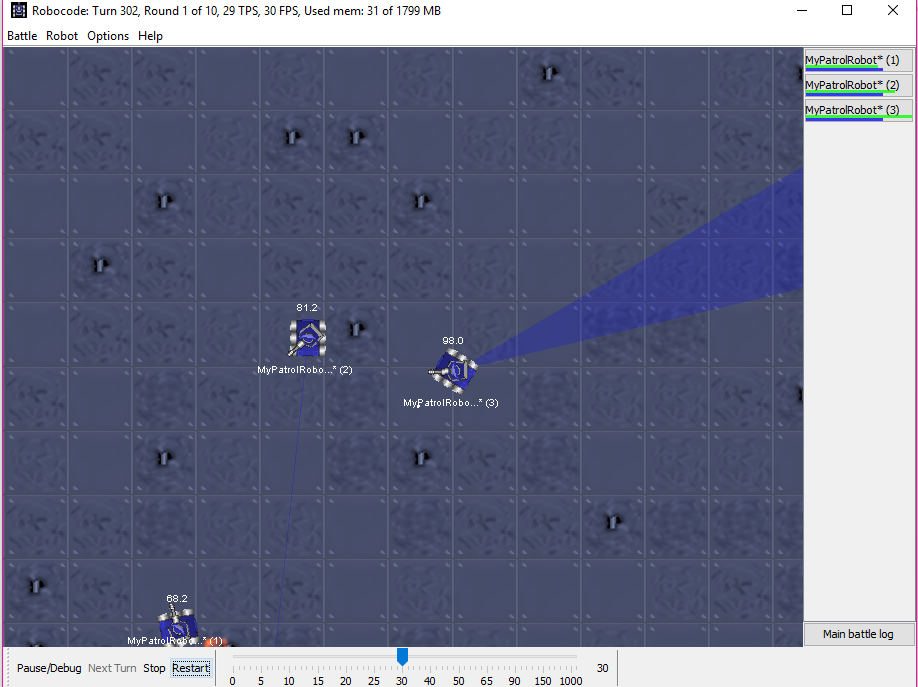 Robocode: Turn 302, Round 1 of 10, 29 TPS, 30 FPS, Used mem: 31 of 1799 MB
Battle Robot Options Help
MyPatrolRobot* (1)
MyPatrolRobot* (2)
MyPatrolRobot* (3)
81.2
MyPatrolRobo...* (2)
98.0
MyPatrolRobo...* (3)
68.2
MyPatrolRobo...* (1)
Main battle log
Pause/Debug Next Turn Stop Restart
30
0 5 10 15 20 25 30 40 50 65 90 150 1000